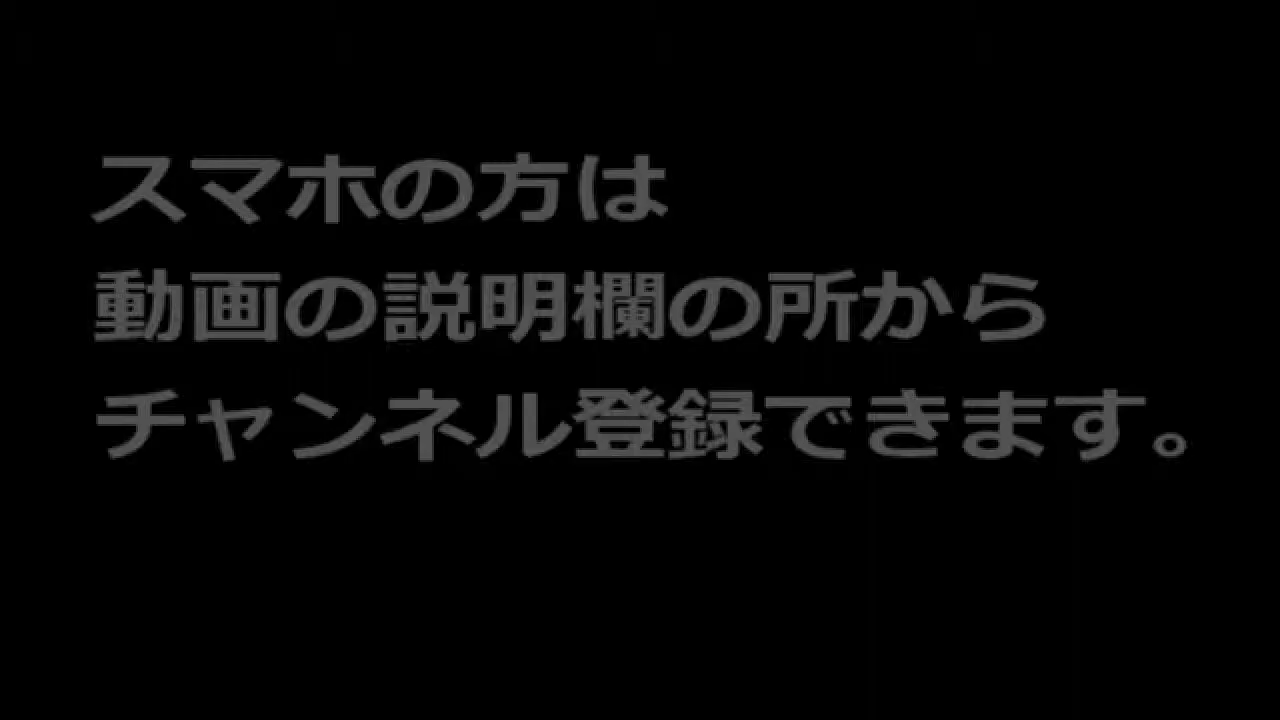 スマホの方は
動画の説明欄の所から
チャンネル登録できます。